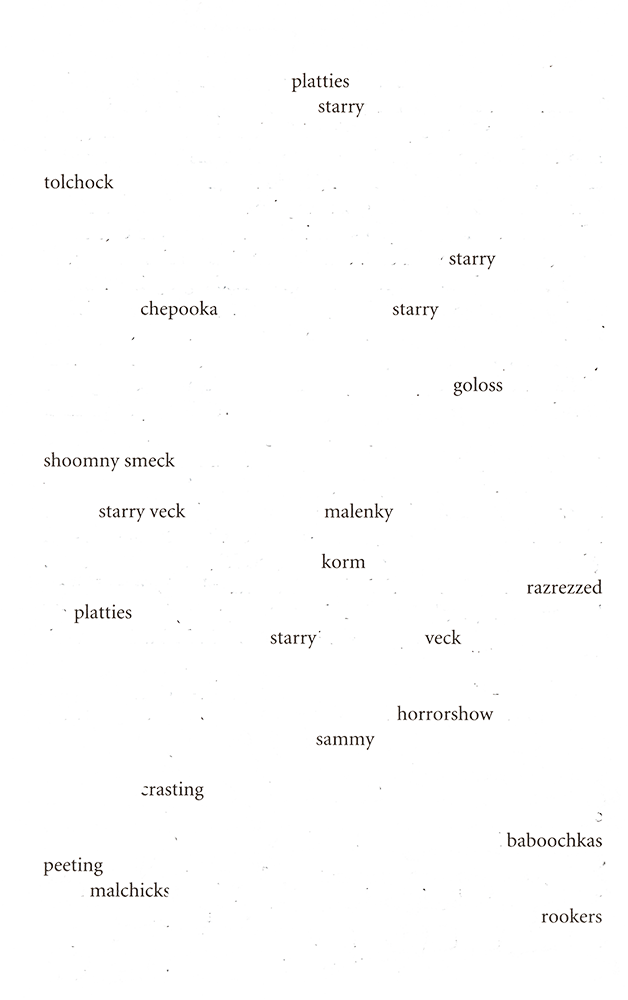 platties
starry
tolchock
starry
chepooka starry
goloss
shoomny smeck
starry veck malenky
korm
razrezzed
platties
starry veck
horrorshow
sammy
crasting
baboochkas
peeting
malchicks
rookers